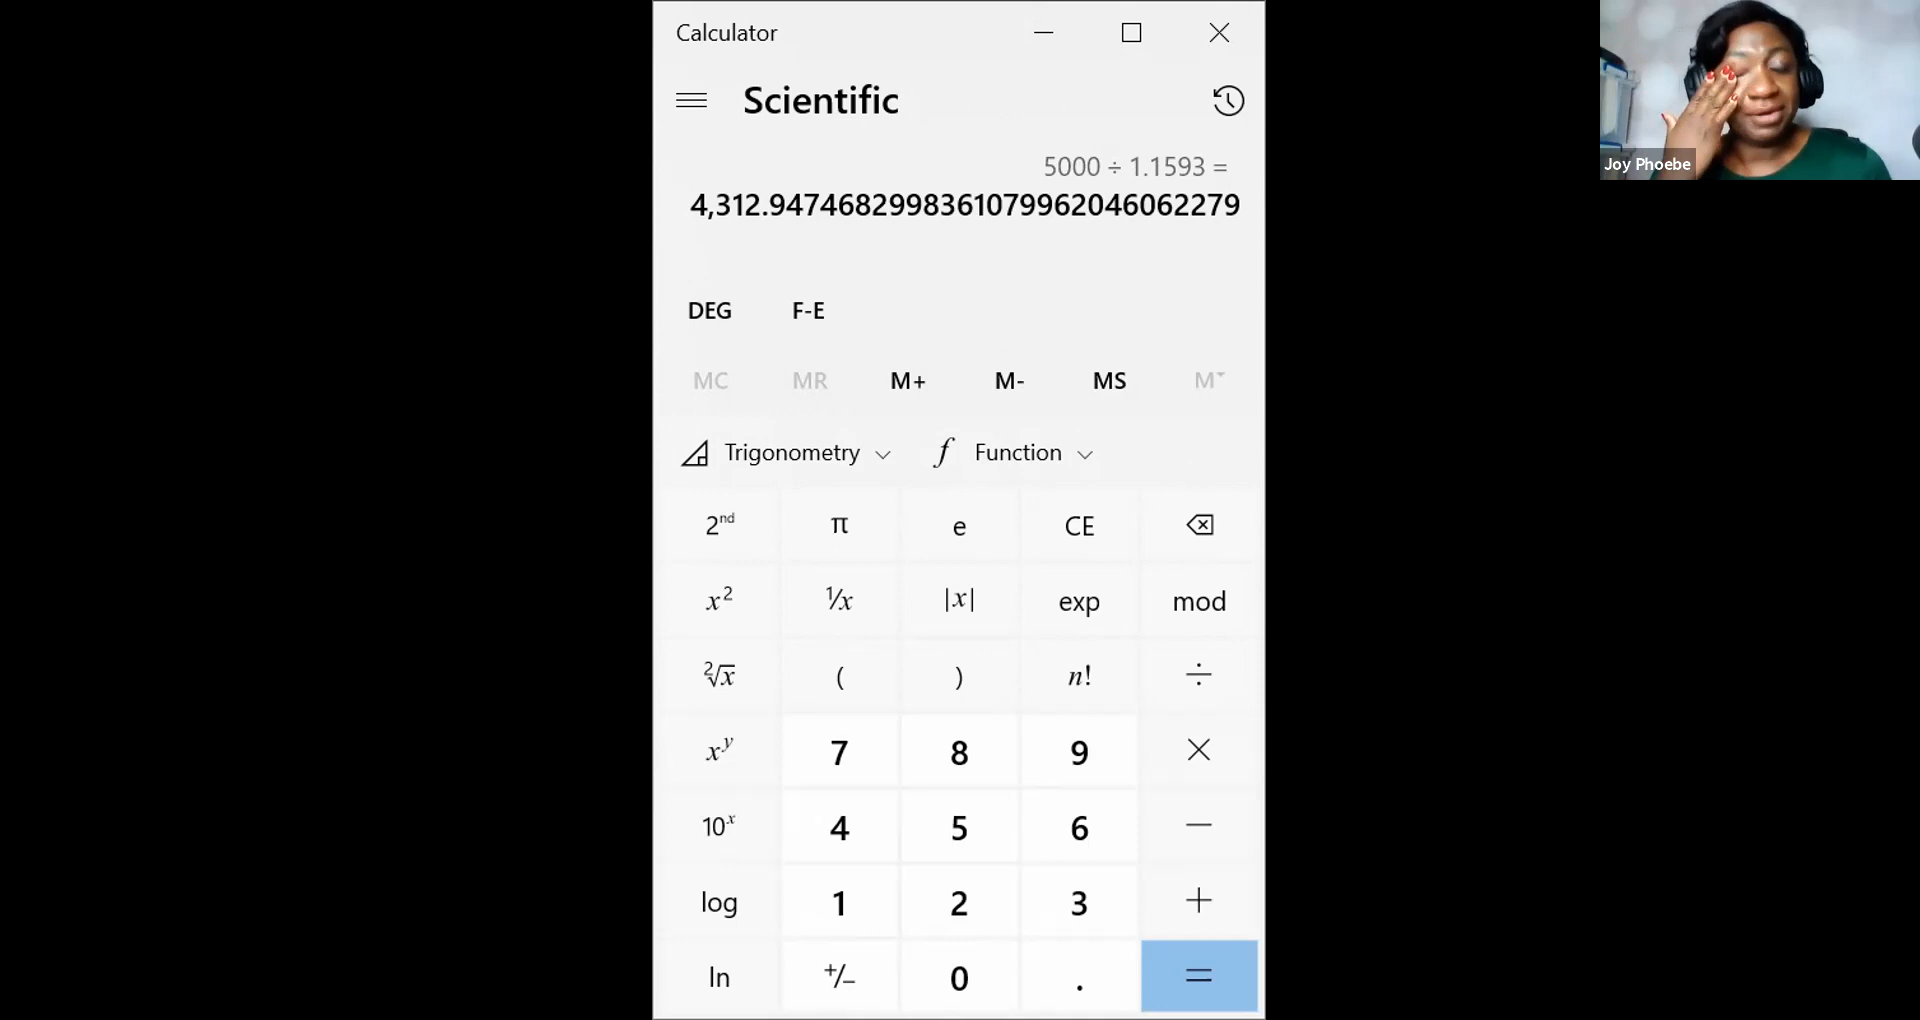 Calculator
Scientific
5000 ÷ 1.1593 =
4,312.9474682998361079962046062279
DEG F-E
MC MR M+ M- MS M˅
Trigonometry f Function
2nd π e CE
x² ¹/x |x| exp mod
²√x ( ) n! ÷
xʸ 7 8 9 ×
10ˣ 4 5 6 −
log 1 2 3 +
ln +/− 0 . =
Joy Phoebe